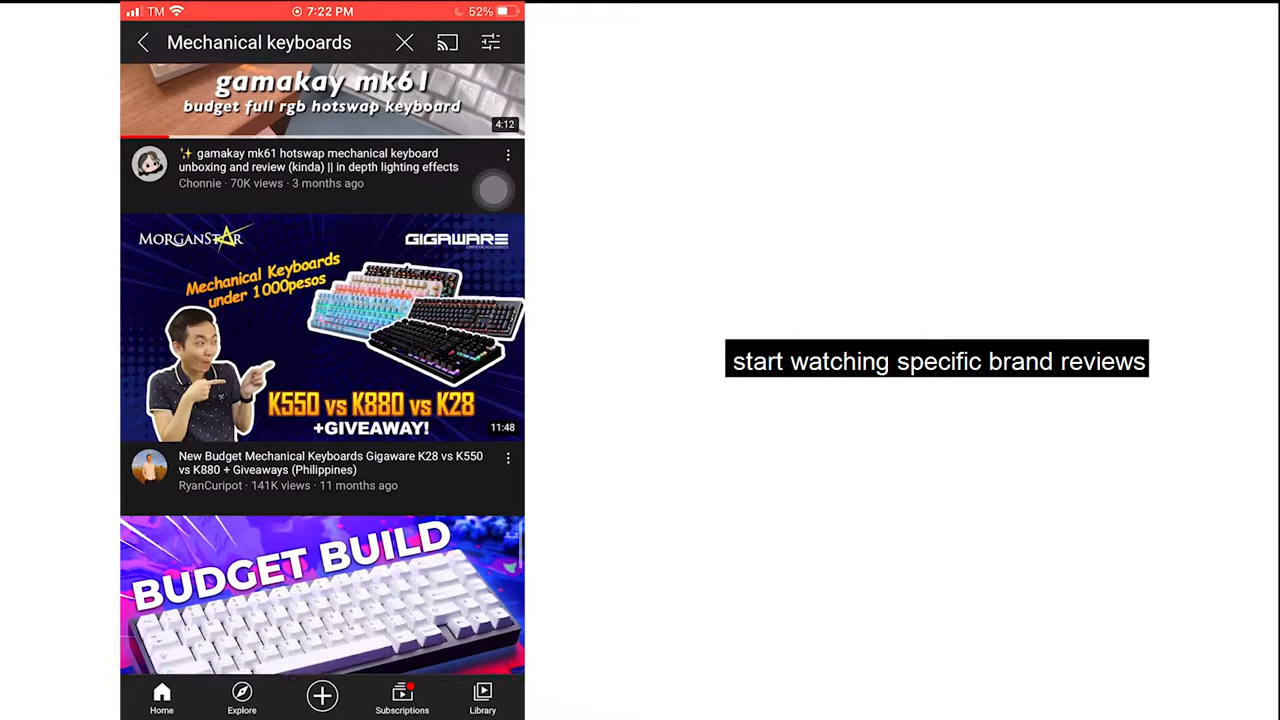 TM 7:22 PM 52%
Mechanical keyboards
gamakay mk61
budget full rgb hotswap keyboard
4:12
✨ gamakay mk61 hotswap mechanical keyboard
unboxing and review (kinda) || in depth lighting effects
Chonnie · 70K views · 3 months ago
MORGANSTAR
GIGAWARE
Mechanical Keyboards
under 1000pesos
K550 vs K880 vs K28
+GIVEAWAY!
11:48
New Budget Mechanical Keyboards Gigaware K28 vs K550
vs K880 + Giveaways (Philippines)
RyanCuripot · 141K views · 11 months ago
BUDGET BUILD
Home
Explore
Subscriptions
Library
start watching specific brand reviews